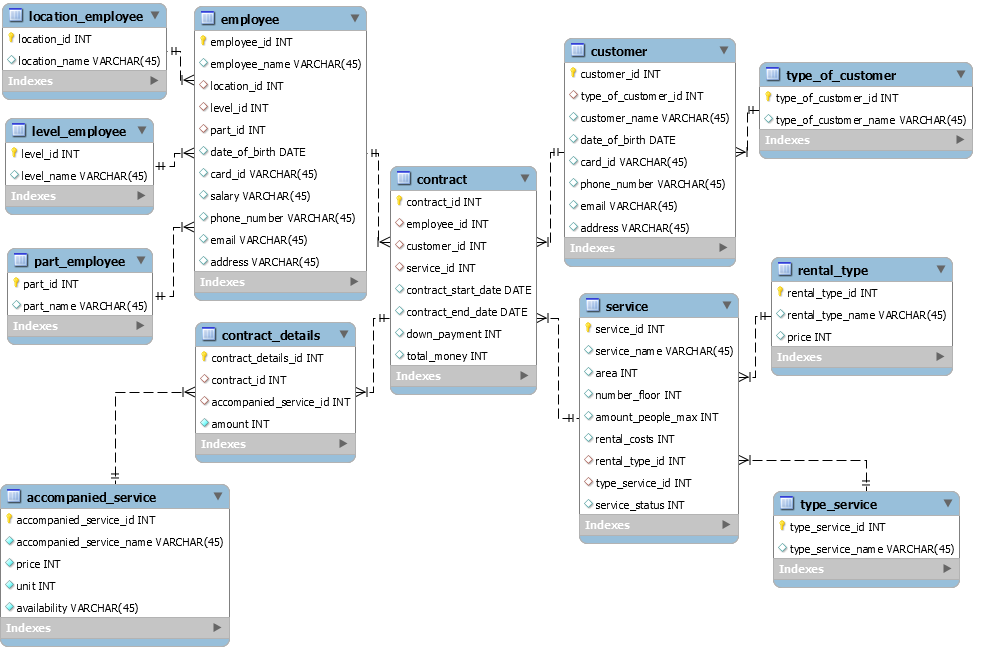 location_employee
location_id INT
location_name VARCHAR(45)
Indexes
level_employee
level_id INT
level_name VARCHAR(45)
Indexes
part_employee
part_id INT
part_name VARCHAR(45)
Indexes
employee
employee_id INT
employee_name VARCHAR(45)
location_id INT
level_id INT
part_id INT
date_of_birth DATE
card_id VARCHAR(45)
salary VARCHAR(45)
phone_number VARCHAR(45)
email VARCHAR(45)
address VARCHAR(45)
Indexes
contract_details
contract_details_id INT
contract_id INT
accompanied_service_id INT
amount INT
Indexes
accompanied_service
accompanied_service_id INT
accompanied_service_name VARCHAR(45)
price INT
unit INT
availability VARCHAR(45)
Indexes
contract
contract_id INT
employee_id INT
customer_id INT
service_id INT
contract_start_date DATE
contract_end_date DATE
down_payment INT
total_money INT
Indexes
customer
customer_id INT
type_of_customer_id INT
customer_name VARCHAR(45)
date_of_birth DATE
card_id VARCHAR(45)
phone_number VARCHAR(45)
email VARCHAR(45)
address VARCHAR(45)
Indexes
type_of_customer
type_of_customer_id INT
type_of_customer_name VARCHAR(45)
Indexes
service
service_id INT
service_name VARCHAR(45)
area INT
number_floor INT
amount_people_max INT
rental_costs INT
rental_type_id INT
type_service_id INT
service_status INT
Indexes
rental_type
rental_type_id INT
rental_type_name VARCHAR(45)
price INT
Indexes
type_service
type_service_id INT
type_service_name VARCHAR(45)
Indexes